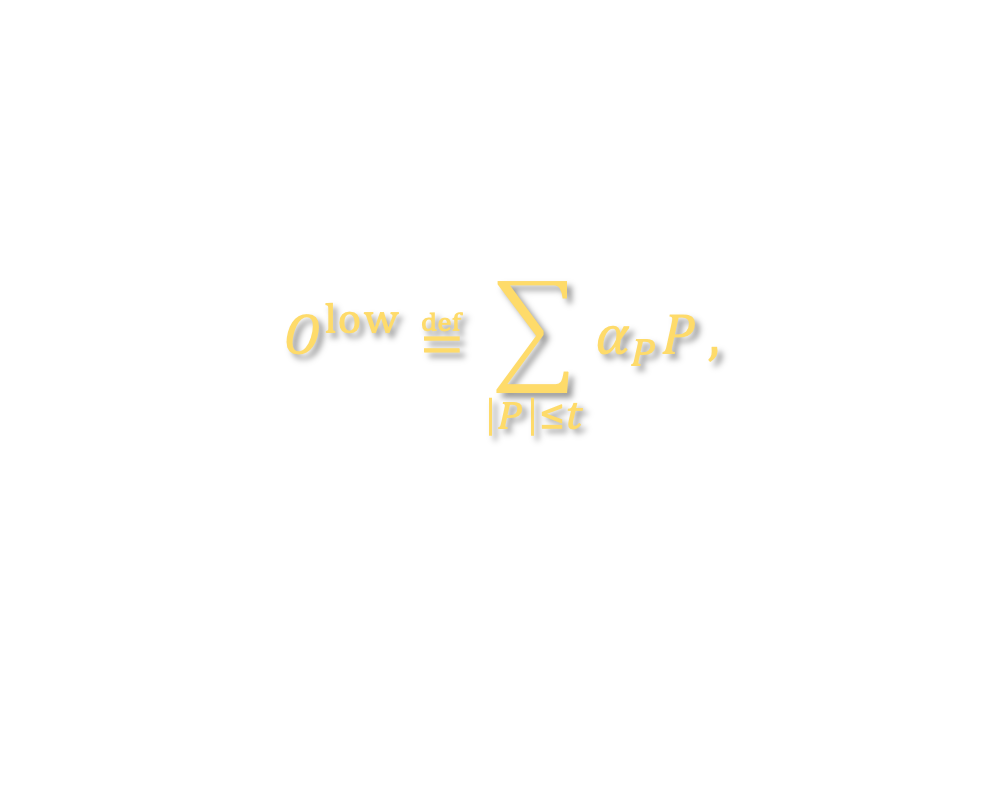 O^low ≝ ∑_{|P|≤t} α_P P ,